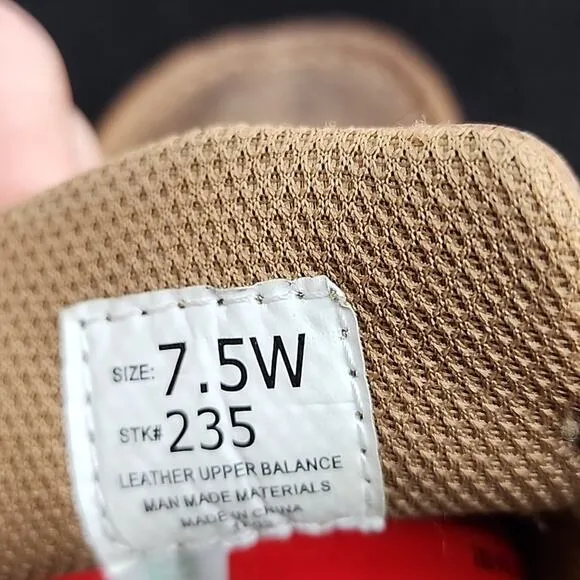 SIZE: 7.5W
STK# 235
LEATHER UPPER BALANCE
MAN MADE MATERIALS
MADE IN CHINA